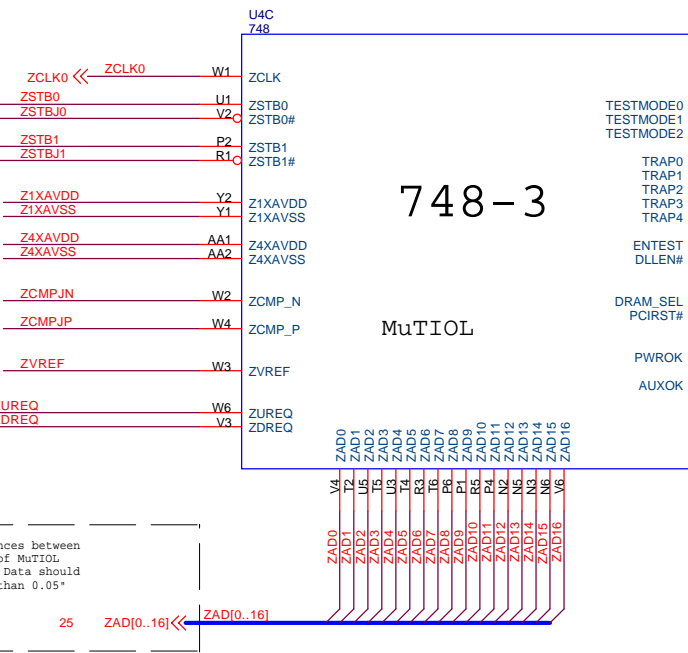 U4C
748
ZCLK0 ZCLK0 W1 ZCLK
ZSTB0 U1 ZSTB0
ZSTBJ0 V2 ZSTB0#
ZSTB1 P2 ZSTB1
ZSTBJ1 R1 ZSTB1#
Z1XAVDD Y2 Z1XAVDD
Z1XAVSS Y1 Z1XAVSS
Z4XAVDD AA1 Z4XAVDD
Z4XAVSS AA2 Z4XAVSS
ZCMPJN W2 ZCMP_N
ZCMPJP W4 ZCMP_P
ZVREF W3 ZVREF
UREQ W6 ZUREQ
DREQ V3 ZDREQ
748-3
MuTIOL
TESTMODE0
TESTMODE1
TESTMODE2
TRAP0
TRAP1
TRAP2
TRAP3
TRAP4
ENTEST
DLLEN#
DRAM_SEL
PCIRST#
PWROK
AUXOK
ZAD0 V4 ZAD0
ZAD1 T2 ZAD1
ZAD2 U5 ZAD2
ZAD3 T5 ZAD3
ZAD4 U3 ZAD4
ZAD5 T4 ZAD5
ZAD6 R3 ZAD6
ZAD7 T6 ZAD7
ZAD8 P6 ZAD8
ZAD9 P1 ZAD9
ZAD10 R5 ZAD10
ZAD11 P4 ZAD11
ZAD12 N2 ZAD12
ZAD13 N5 ZAD13
ZAD14 N3 ZAD14
ZAD15 N6 ZAD15
ZAD16 V6 ZAD16
nces between
of MuTIOL
Data should
than 0.05"
25 ZAD[0..16] ZAD[0..16]